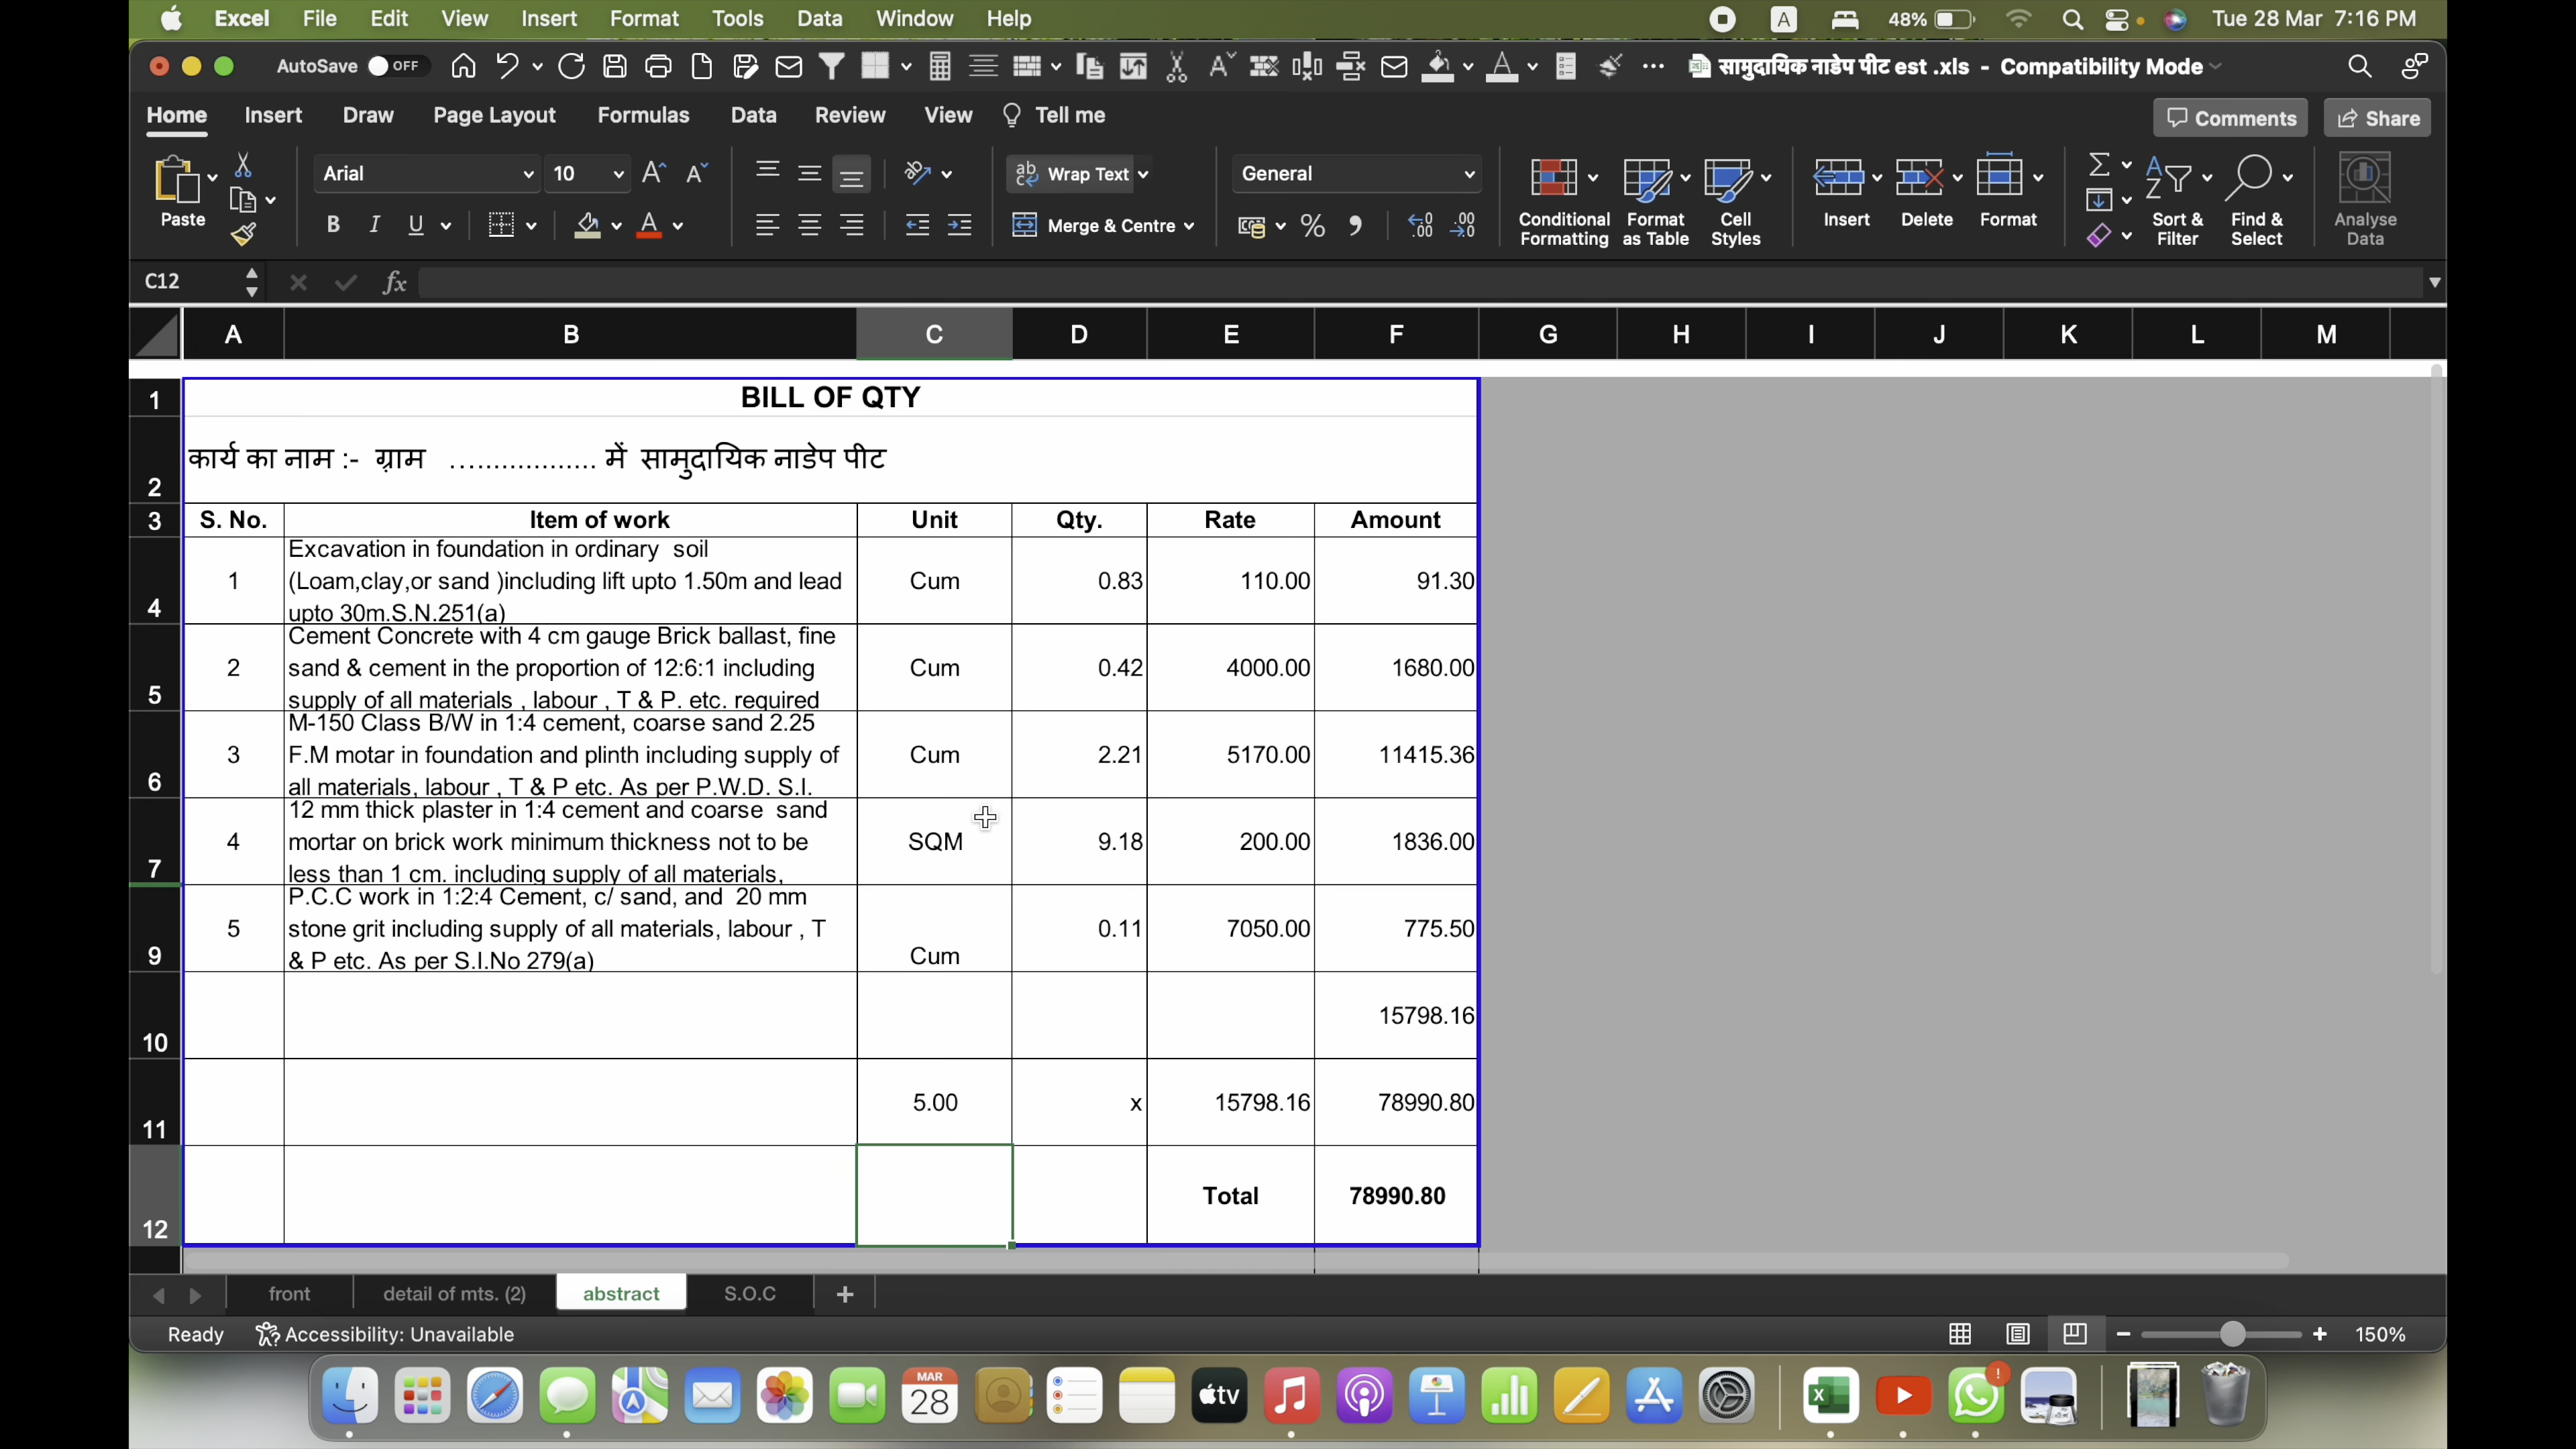 Excel File Edit View Insert Format Tools Data Window Help A 48% Tue 28 Mar 7:16 PM
AutoSave OFF सामुदायिक नाडेप पीट est .xls - Compatibility Mode
Home Insert Draw Page Layout Formulas Data Review View Tell me Comments Share
Paste Arial 10 Wrap Text General
B I U Merge & Centre
Conditional Formatting
Format as Table
Cell Styles
Insert Delete Format
Sort & Filter
Find & Select
Analyse Data
C12 fx
A B C D E F G H I J K L M
1 BILL OF QTY
2 कार्य का नाम :- ग्राम .................. में सामुदायिक नाडेप पीट
3 S. No. Item of work Unit Qty. Rate Amount
Excavation in foundation in ordinary soil
1 (Loam,clay,or sand )including lift upto 1.50m and lead Cum 0.83 110.00 91.30
4 upto 30m.S.N.251(a)
Cement Concrete with 4 cm gauge Brick ballast, fine
2 sand & cement in the proportion of 12:6:1 including Cum 0.42 4000.00 1680.00
5 supply of all materials , labour , T & P. etc. required
M-150 Class B/W in 1:4 cement, coarse sand 2.25
3 F.M motar in foundation and plinth including supply of Cum 2.21 5170.00 11415.36
6 all materials, labour , T & P etc. As per P.W.D. S.I.
12 mm thick plaster in 1:4 cement and coarse sand
4 mortar on brick work minimum thickness not to be SQM 9.18 200.00 1836.00
7 less than 1 cm. including supply of all materials,
P.C.C work in 1:2:4 Cement, c/ sand, and 20 mm
5 stone grit including supply of all materials, labour , T 0.11 7050.00 775.50
9 & P etc. As per S.I.No 279(a) Cum
10 15798.16
11 5.00 x 15798.16 78990.80
12 Total 78990.80
front detail of mts. (2) abstract S.O.C +
Ready Accessibility: Unavailable 150%
MAR
28
tv